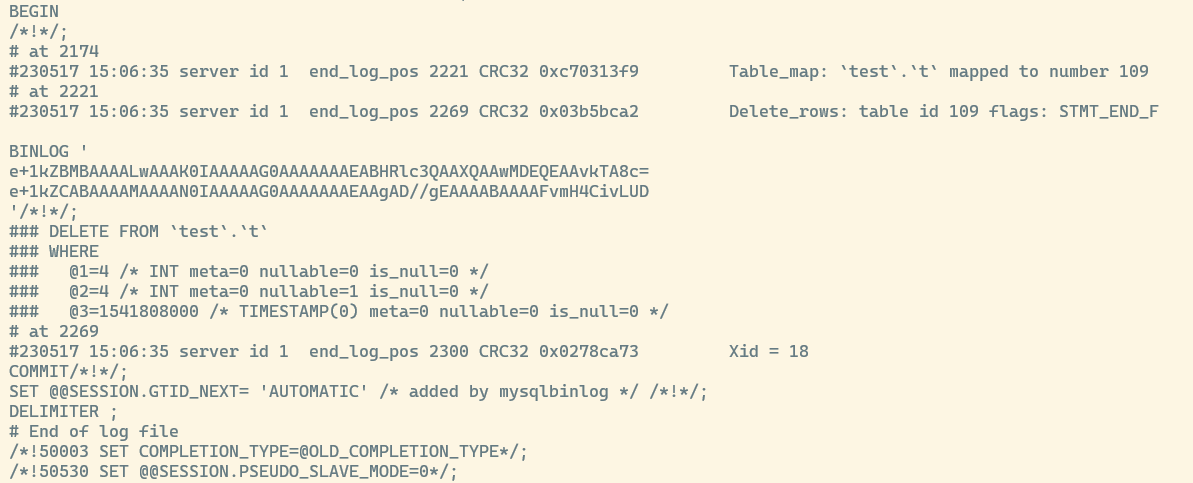 BEGIN
/*!*/;
# at 2174
#230517 15:06:35 server id 1  end_log_pos 2221 CRC32 0xc70313f9         Table_map: `test`.`t` mapped to number 109
# at 2221
#230517 15:06:35 server id 1  end_log_pos 2269 CRC32 0x03b5bca2         Delete_rows: table id 109 flags: STMT_END_F

BINLOG '
e+1kZBMBAAAALwAAAK0IAAAAAG0AAAAAAAEABHRlc3QAAXQAAwMDEQEAAvkTA8c=
e+1kZCABAAAAMAAAAN0IAAAAAG0AAAAAAAEAAgAD//gEAAAABAAAAFvmH4CivLUD
'/*!*/;
### DELETE FROM `test`.`t`
### WHERE
###   @1=4 /* INT meta=0 nullable=0 is_null=0 */
###   @2=4 /* INT meta=0 nullable=1 is_null=0 */
###   @3=1541808000 /* TIMESTAMP(0) meta=0 nullable=0 is_null=0 */
# at 2269
#230517 15:06:35 server id 1  end_log_pos 2300 CRC32 0x0278ca73         Xid = 18
COMMIT/*!*/;
SET @@SESSION.GTID_NEXT= 'AUTOMATIC' /* added by mysqlbinlog */ /*!*/;
DELIMITER ;
# End of log file
/*!50003 SET COMPLETION_TYPE=@OLD_COMPLETION_TYPE*/;
/*!50530 SET @@SESSION.PSEUDO_SLAVE_MODE=0*/;